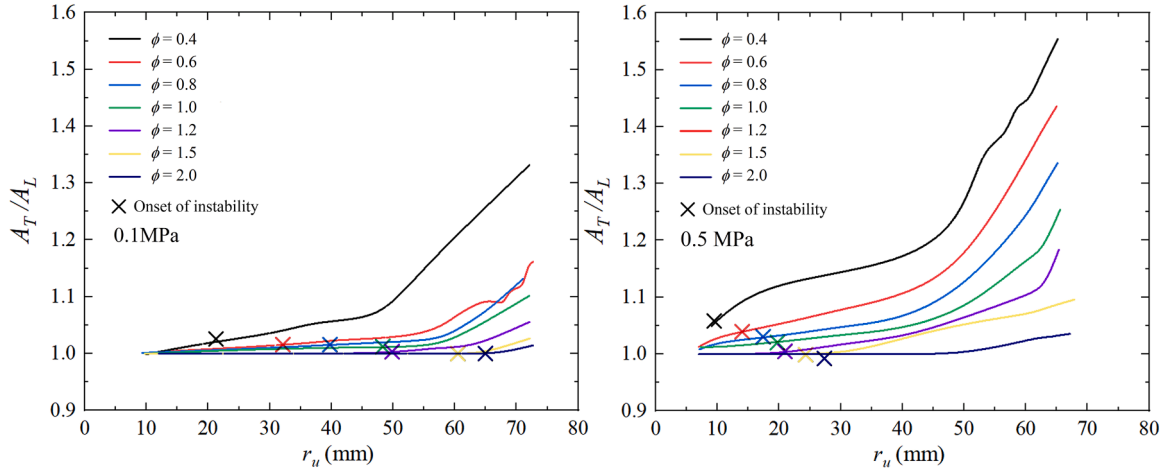 1.6
1.5
1.4
1.3
1.2
1.1
1.0
0.9
A_T/A_L
ϕ = 0.4
ϕ = 0.6
ϕ = 0.8
ϕ = 1.0
ϕ = 1.2
ϕ = 1.5
ϕ = 2.0
Onset of instability
0.1MPa
0 10 20 30 40 50 60 70 80
r_u (mm)
1.6
1.5
1.4
1.3
1.2
1.1
1.0
0.9
A_T/A_L
ϕ = 0.4
ϕ = 0.6
ϕ = 0.8
ϕ = 1.0
ϕ = 1.2
ϕ = 1.5
ϕ = 2.0
Onset of instability
0.5 MPa
0 10 20 30 40 50 60 70 80
r_u (mm)